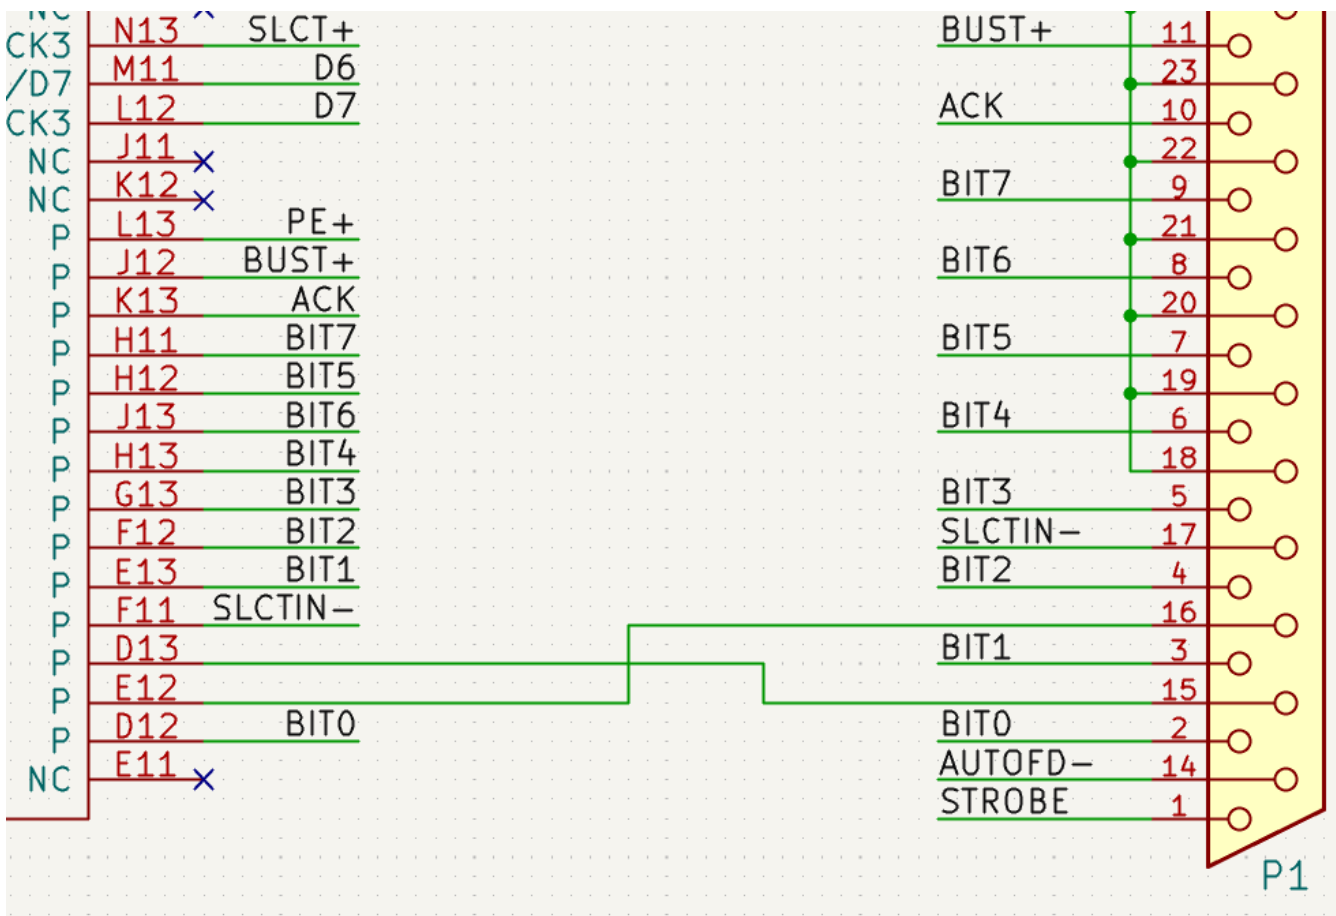 NC
CK3 N13 SLCT+
/D7 M11 D6
CK3 L12 D7
NC J11
NC K12
P L13 PE+
P J12 BUST+
P K13 ACK
P H11 BIT7
P H12 BIT5
P J13 BIT6
P H13 BIT4
P G13 BIT3
P F12 BIT2
P E13 BIT1
P F11 SLCTIN-
P D13
P E12
P D12 BIT0
NC E11
BUST+ 11
23
ACK 10
22
BIT7 9
21
BIT6 8
20
BIT5 7
19
BIT4 6
18
BIT3 5
SLCTIN- 17
BIT2 4
16
BIT1 3
15
BIT0 2
AUTOFD- 14
STROBE 1
P1